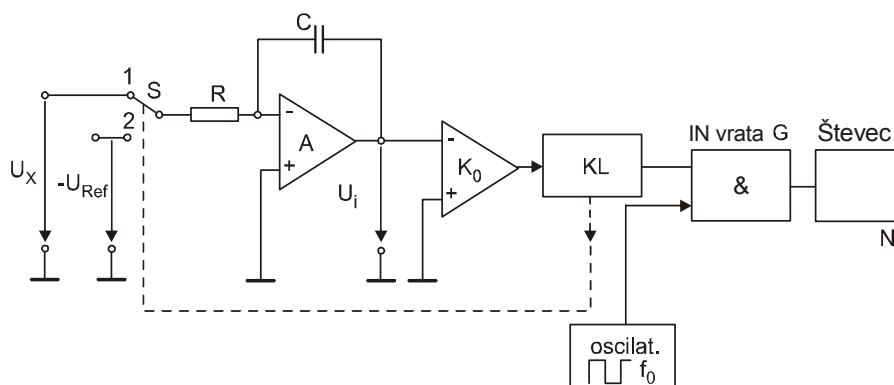 C
1
S
R
2
U_X
-U_Ref
-
A
+
U_i
-
K_0
+
KL
IN vrata G
&
Števec
N
oscilat.
f_0